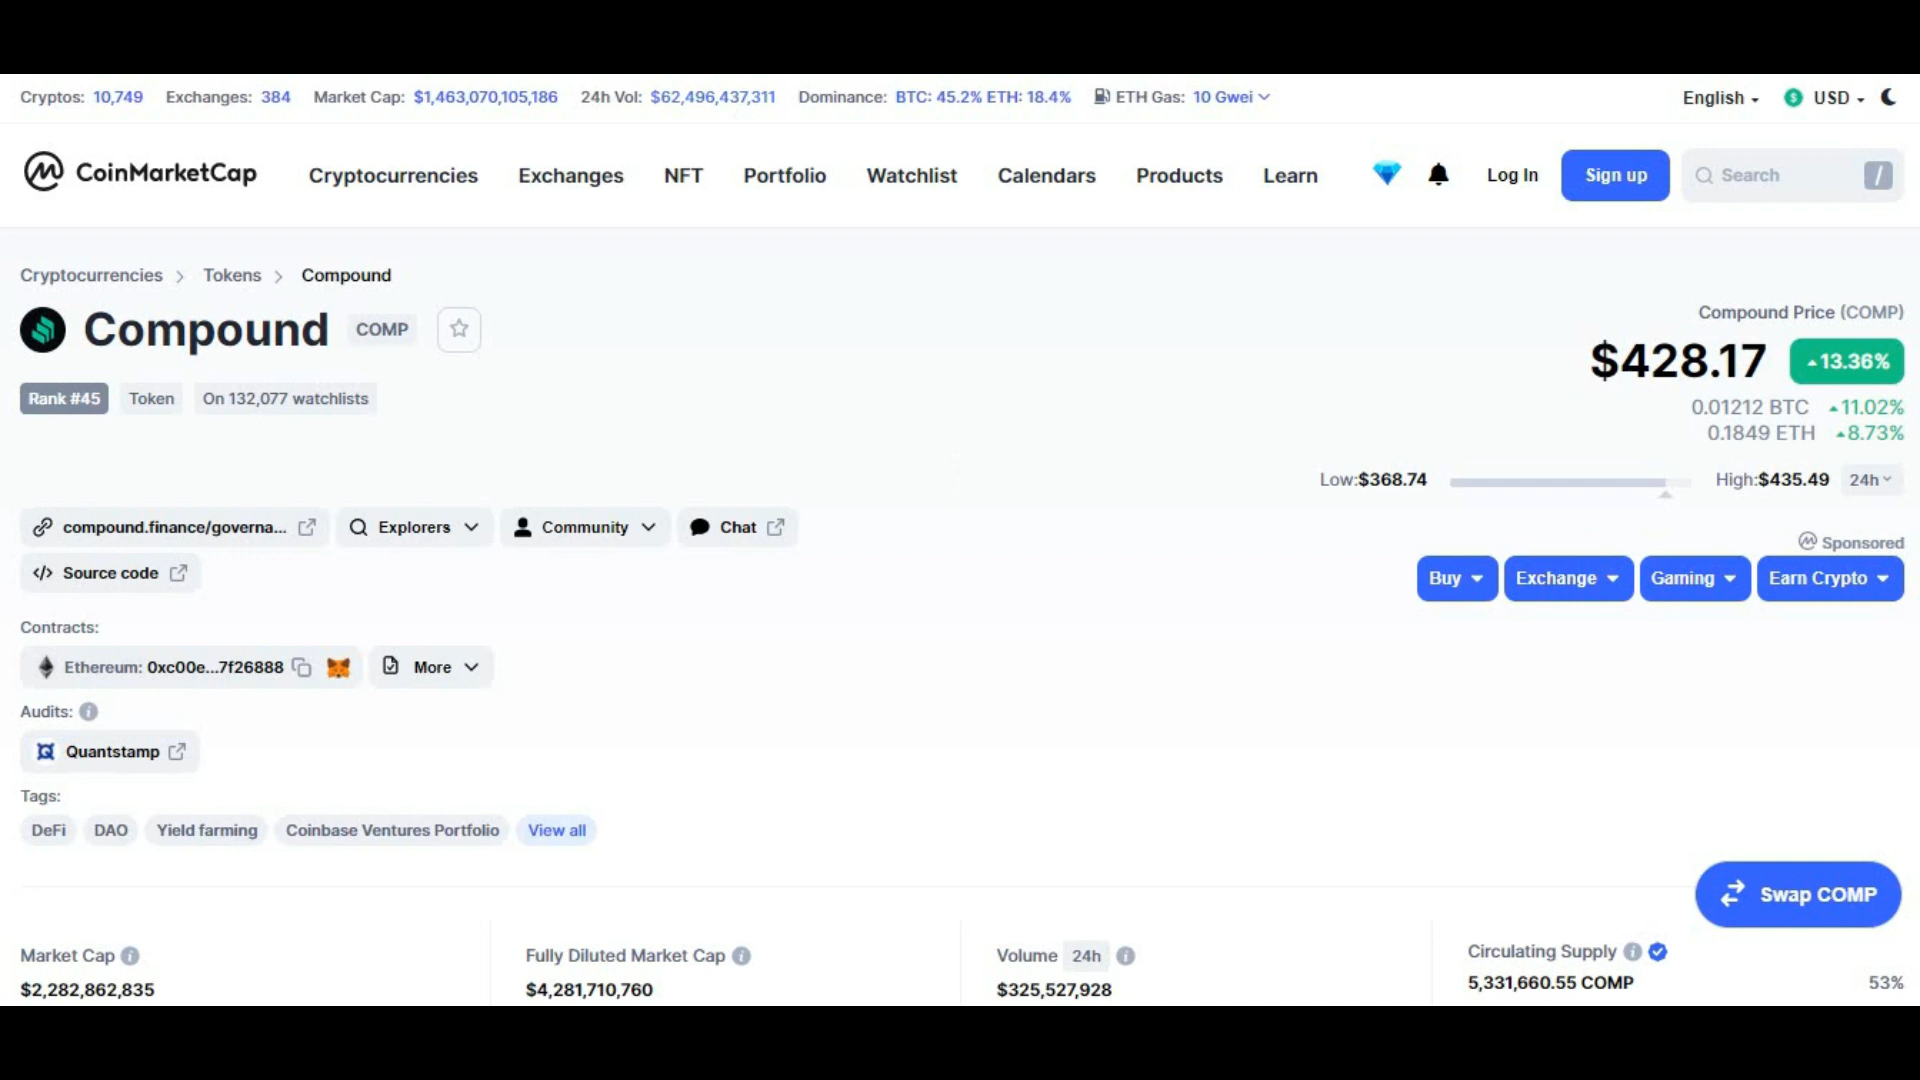 Cryptos: 10,749 Exchanges: 384 Market Cap: $1,463,070,105,186 24h Vol: $62,496,437,311 Dominance: BTC: 45.2% ETH: 18.4% ETH Gas: 10 Gwei English USD
CoinMarketCap Cryptocurrencies Exchanges NFT Portfolio Watchlist Calendars Products Learn Log In Sign up Search /
Cryptocurrencies > Tokens > Compound
Compound COMP
Rank #45 Token On 132,077 watchlists
Compound Price (COMP)
$428.17 13.36%
0.01212 BTC 11.02%
0.1849 ETH 8.73%
Low:$368.74 High:$435.49 24h
compound.finance/governa... Explorers Community Chat
Source code
Sponsored
Buy Exchange Gaming Earn Crypto
Contracts:
Ethereum: 0xc00e...7f26888 More
Audits:
Quantstamp
Tags:
DeFi DAO Yield farming Coinbase Ventures Portfolio View all
Swap COMP
Market Cap Fully Diluted Market Cap Volume 24h Circulating Supply
$2,282,862,835 $4,281,710,760 $325,527,928 5,331,660.55 COMP 53%